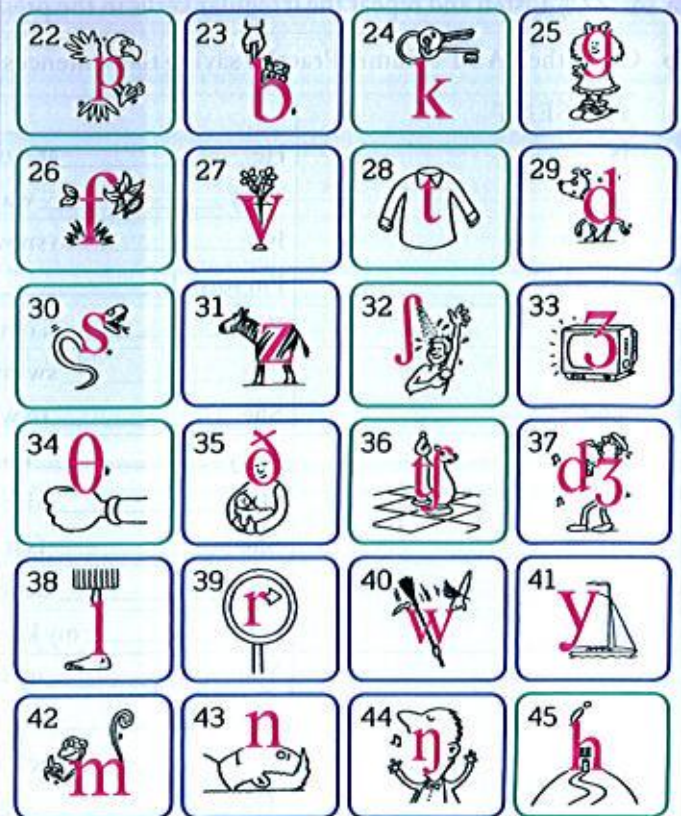 22 p 23 b 24 k 25 g
26 f 27 v 28 t 29 d
30 s 31 z 32 ʃ 33 ʒ
34 θ 35 ð 36 tʃ 37 dʒ
38 l 39 r 40 w 41 y
42 m 43 n 44 ŋ 45 h